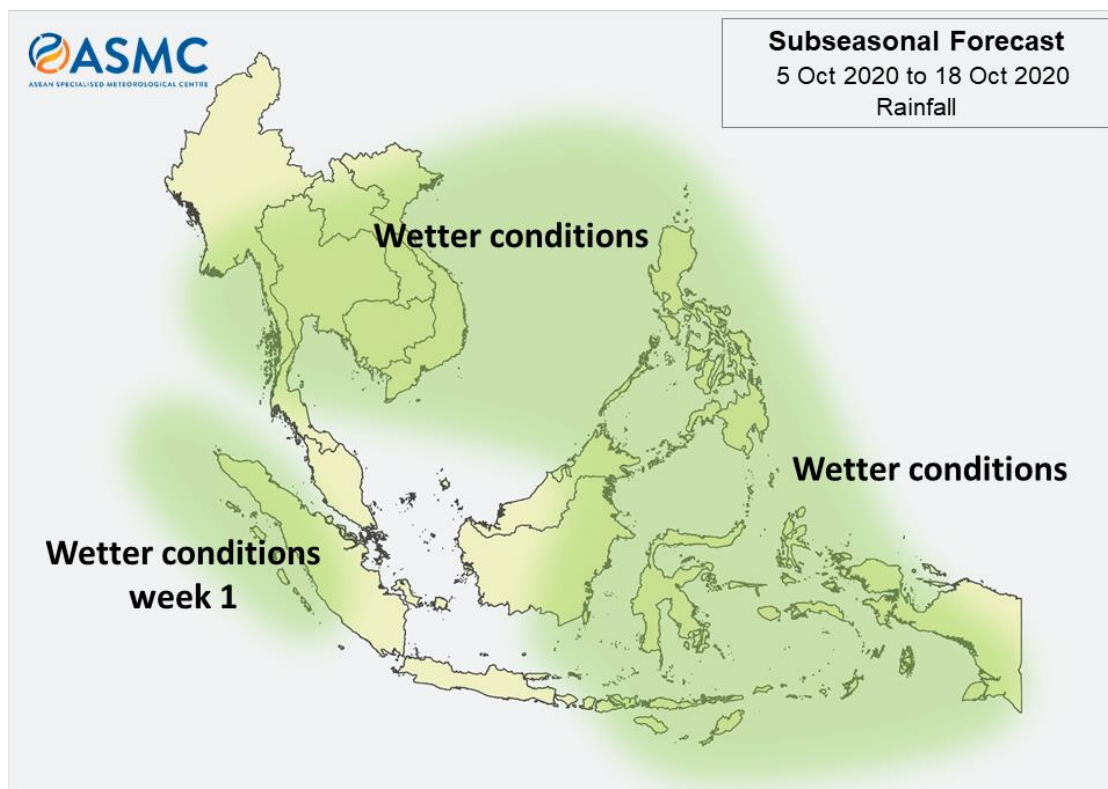 ASMC
ASEAN SPECIALISED METEOROLOGICAL CENTRE
Subseasonal Forecast
5 Oct 2020 to 18 Oct 2020
Rainfall
Wetter conditions
Wetter conditions
Wetter conditions
week 1